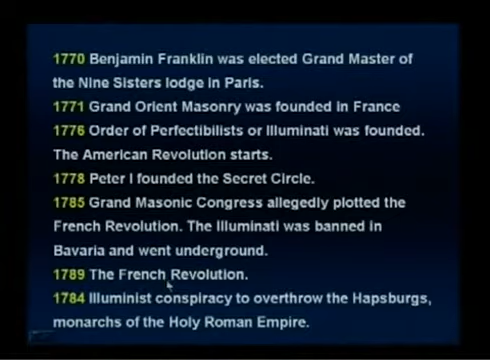 1770 Benjamin Franklin was elected Grand Master of
the Nine Sisters lodge in Paris.
1771 Grand Orient Masonry was founded in France
1776 Order of Perfectibilists or Illuminati was founded.
The American Revolution starts.
1778 Peter I founded the Secret Circle.
1785 Grand Masonic Congress allegedly plotted the
French Revolution. The Illuminati was banned in
Bavaria and went underground.
1789 The French Revolution.
1784 Illuminist conspiracy to overthrow the Hapsburgs,
monarchs of the Holy Roman Empire.